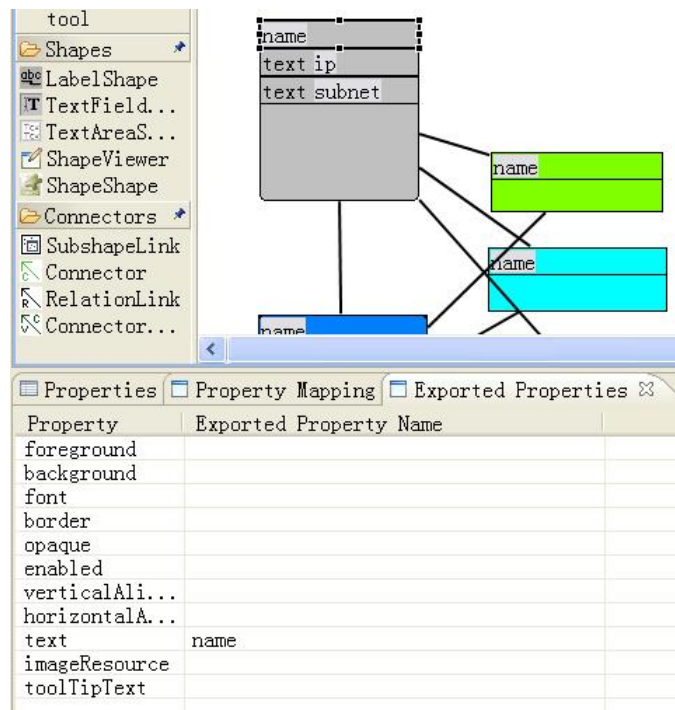 tool
Shapes
LabelShape
TextField...
TextAreaS...
ShapeViewer
ShapeShape
Connectors
SubshapeLink
Connector
RelationLink
Connector...
name
text ip
text subnet
name
name
name
Properties Property Mapping Exported Properties
Property Exported Property Name
foreground
background
font
border
opaque
enabled
verticalAli...
horizontalA...
text name
imageResource
toolTipText